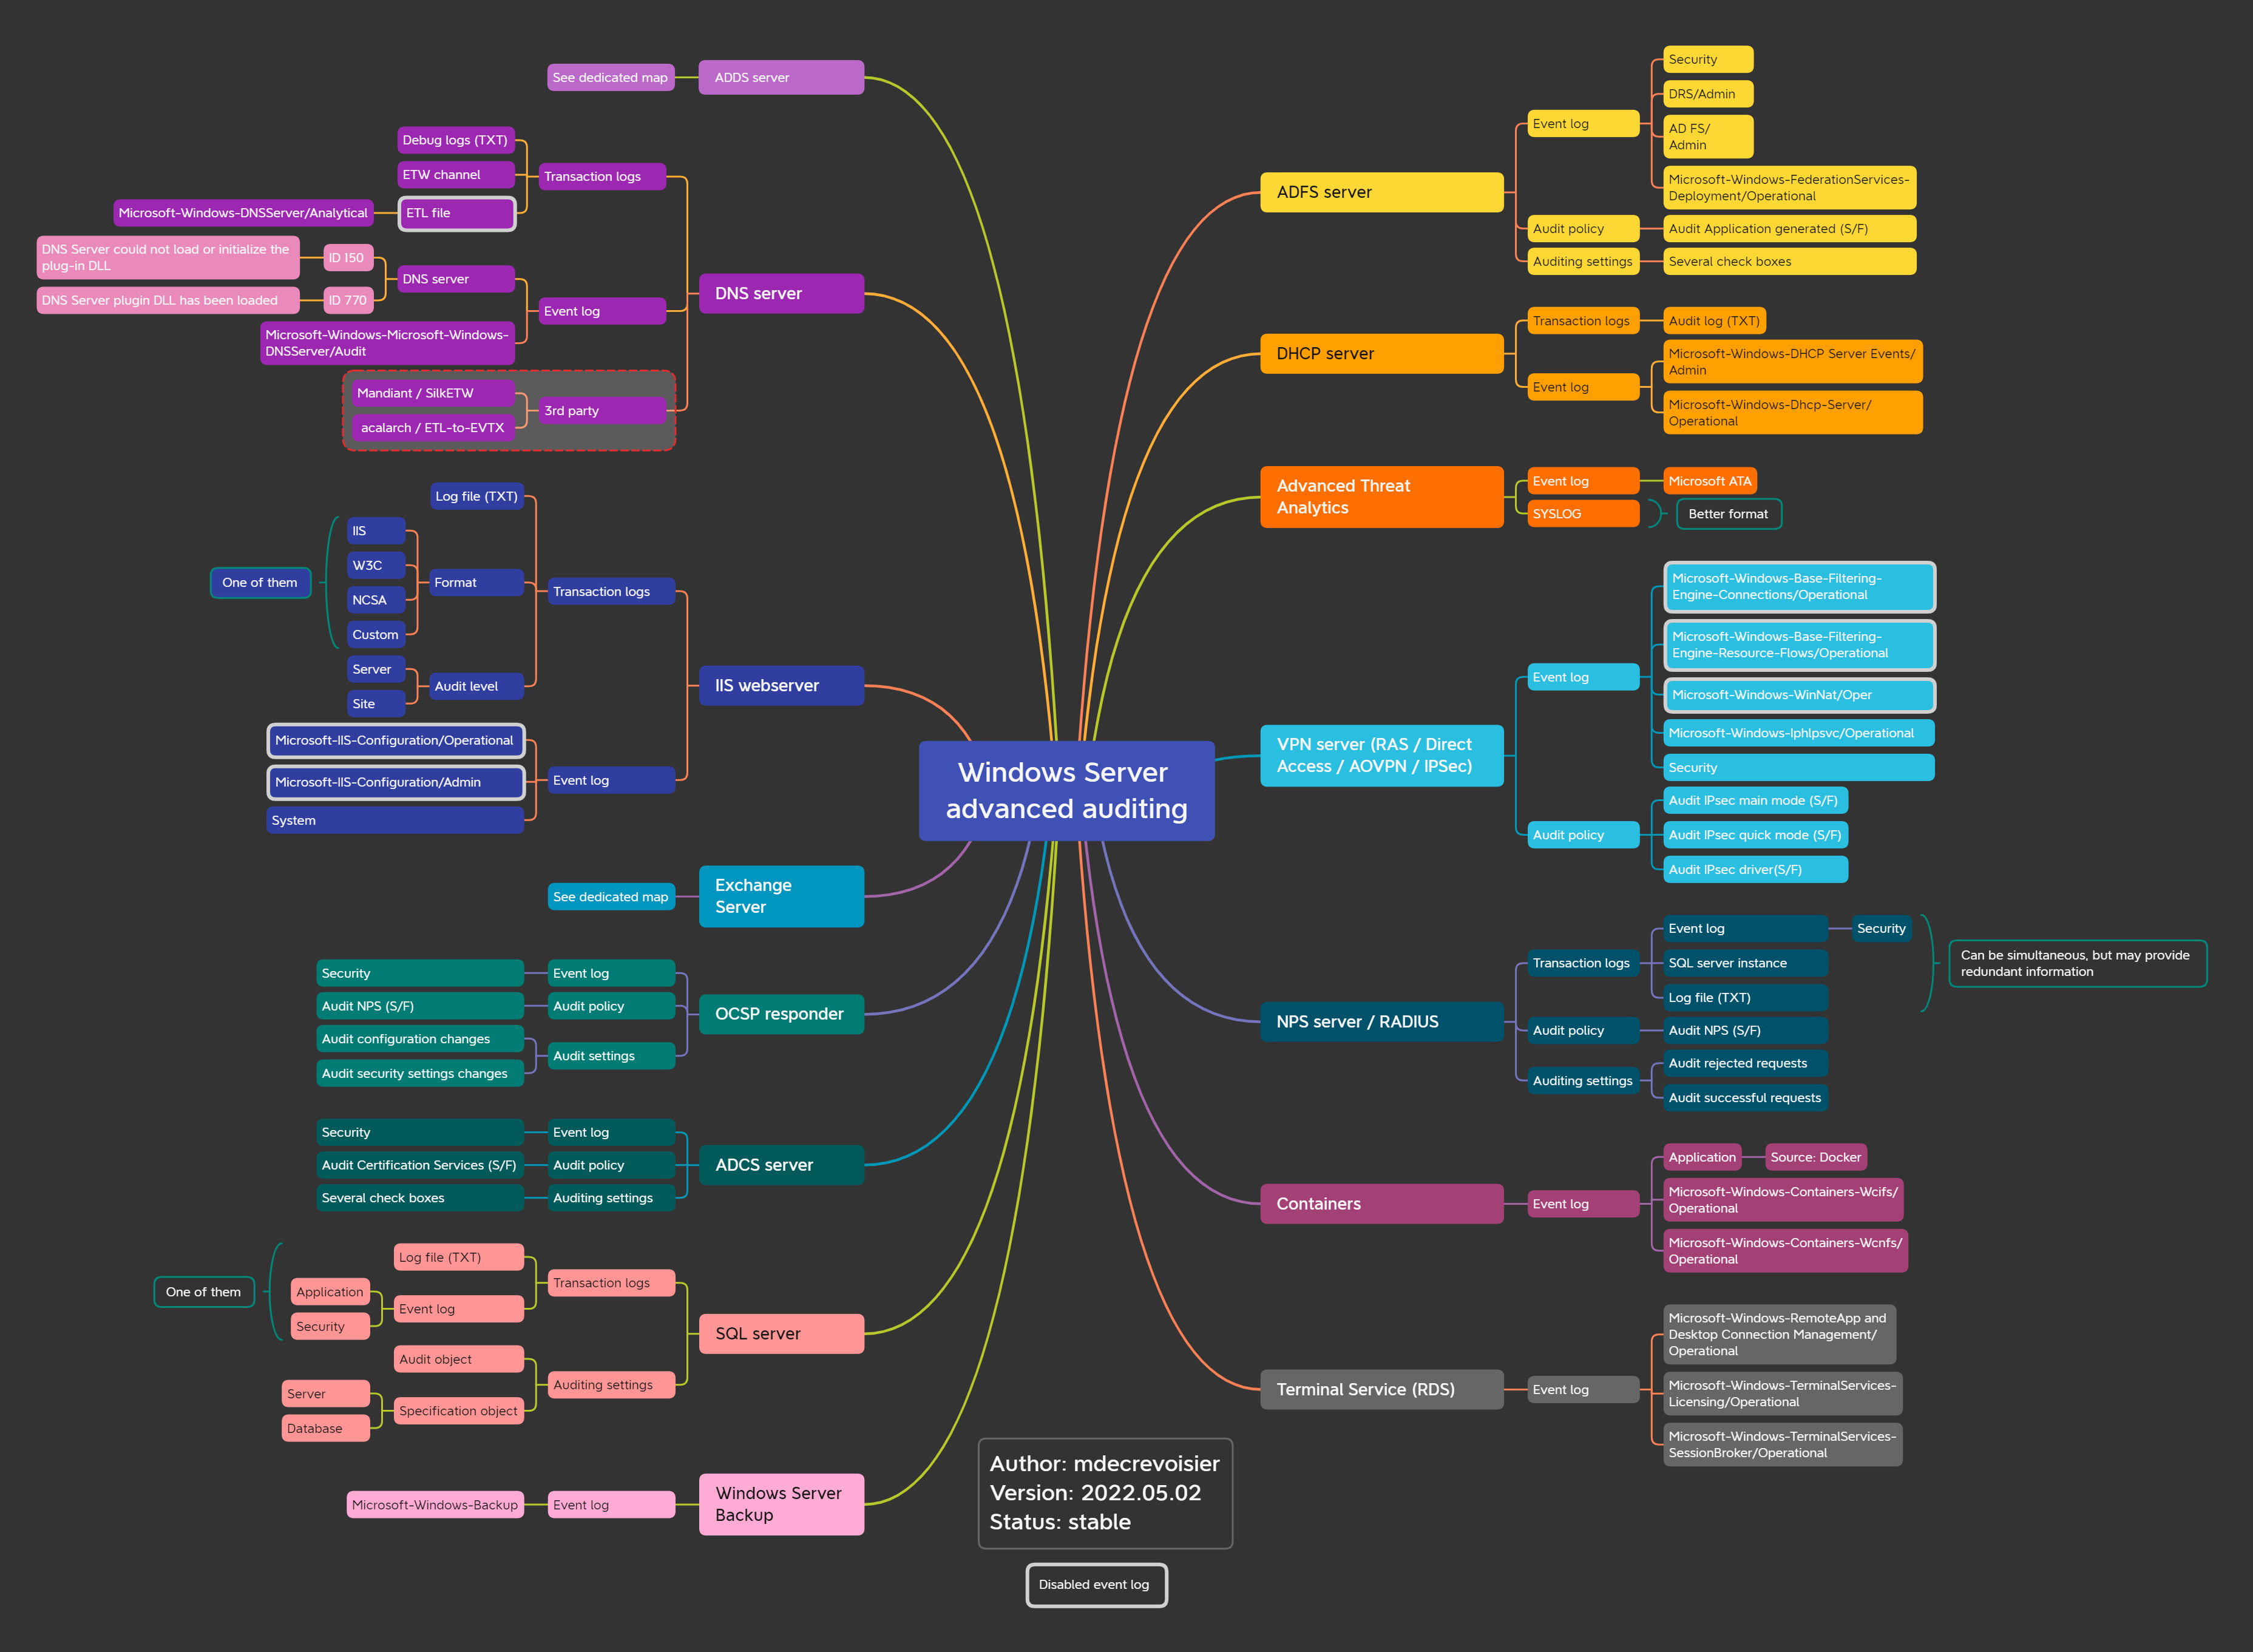 See dedicated map
ADDS server
Debug logs (TXT)
ETW channel
Transaction logs
Microsoft-Windows-DNSServer/Analytical
ETL file
DNS Server could not load or initialize the
plug-in DLL
ID 150
DNS server
DNS Server plugin DLL has been loaded
ID 770
Event log
DNS server
Microsoft-Windows-Microsoft-Windows-
DNSServer/Audit
Mandiant / SilkETW
3rd party
acalarch / ETL-to-EVTX
Log file (TXT)
IIS
W3C
One of them
Format
Transaction logs
NCSA
Custom
Server
Audit level
Site
IIS webserver
Microsoft-IIS-Configuration/Operational
Microsoft-IIS-Configuration/Admin
Event log
System
Windows Server
advanced auditing
See dedicated map
Exchange
Server
Security
Event log
Audit NPS (S/F)
Audit policy
OCSP responder
Audit configuration changes
Audit settings
Audit security settings changes
Security
Event log
Audit Certification Services (S/F)
Audit policy
ADCS server
Several check boxes
Auditing settings
Log file (TXT)
Transaction logs
One of them
Application
Event log
Security
SQL server
Audit object
Auditing settings
Server
Specification object
Database
Microsoft-Windows-Backup
Event log
Windows Server
Backup
ADFS server
Event log
Security
DRS/Admin
AD FS/
Admin
Microsoft-Windows-FederationServices-
Deployment/Operational
Audit policy
Audit Application generated (S/F)
Auditing settings
Several check boxes
DHCP server
Transaction logs
Audit log (TXT)
Event log
Microsoft-Windows-DHCP Server Events/
Admin
Microsoft-Windows-Dhcp-Server/
Operational
Advanced Threat
Analytics
Event log
Microsoft ATA
SYSLOG
Better format
VPN server (RAS / Direct
Access / AOVPN / IPSec)
Event log
Microsoft-Windows-Base-Filtering-
Engine-Connections/Operational
Microsoft-Windows-Base-Filtering-
Engine-Resource-Flows/Operational
Microsoft-Windows-WinNat/Oper
Microsoft-Windows-Iphlpsvc/Operational
Security
Audit policy
Audit IPsec main mode (S/F)
Audit IPsec quick mode (S/F)
Audit IPsec driver(S/F)
NPS server / RADIUS
Transaction logs
Event log
Security
SQL server instance
Log file (TXT)
Can be simultaneous, but may provide
redundant information
Audit policy
Audit NPS (S/F)
Auditing settings
Audit rejected requests
Audit successful requests
Containers
Event log
Application
Source: Docker
Microsoft-Windows-Containers-Wcifs/
Operational
Microsoft-Windows-Containers-Wcnfs/
Operational
Terminal Service (RDS)
Event log
Microsoft-Windows-RemoteApp and
Desktop Connection Management/
Operational
Microsoft-Windows-TerminalServices-
Licensing/Operational
Microsoft-Windows-TerminalServices-
SessionBroker/Operational
Author: mdecrevoisier
Version: 2022.05.02
Status: stable
Disabled event log